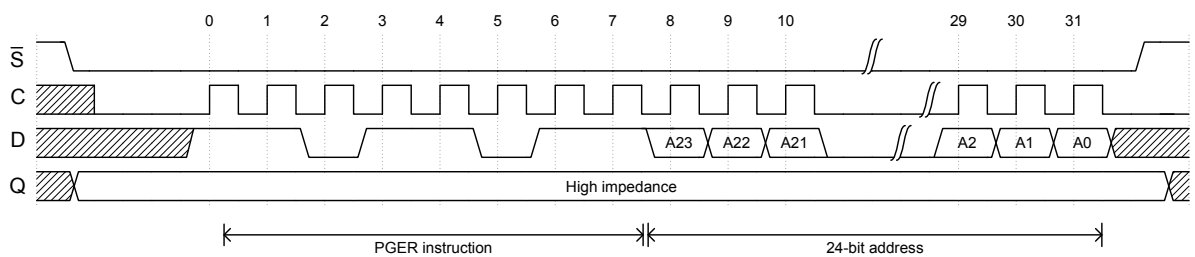 0 1 2 3 4 5 6 7 8 9 10 29 30 31
S̅
C
D A23 A22 A21 A2 A1 A0
Q High impedance
PGER instruction 24-bit address